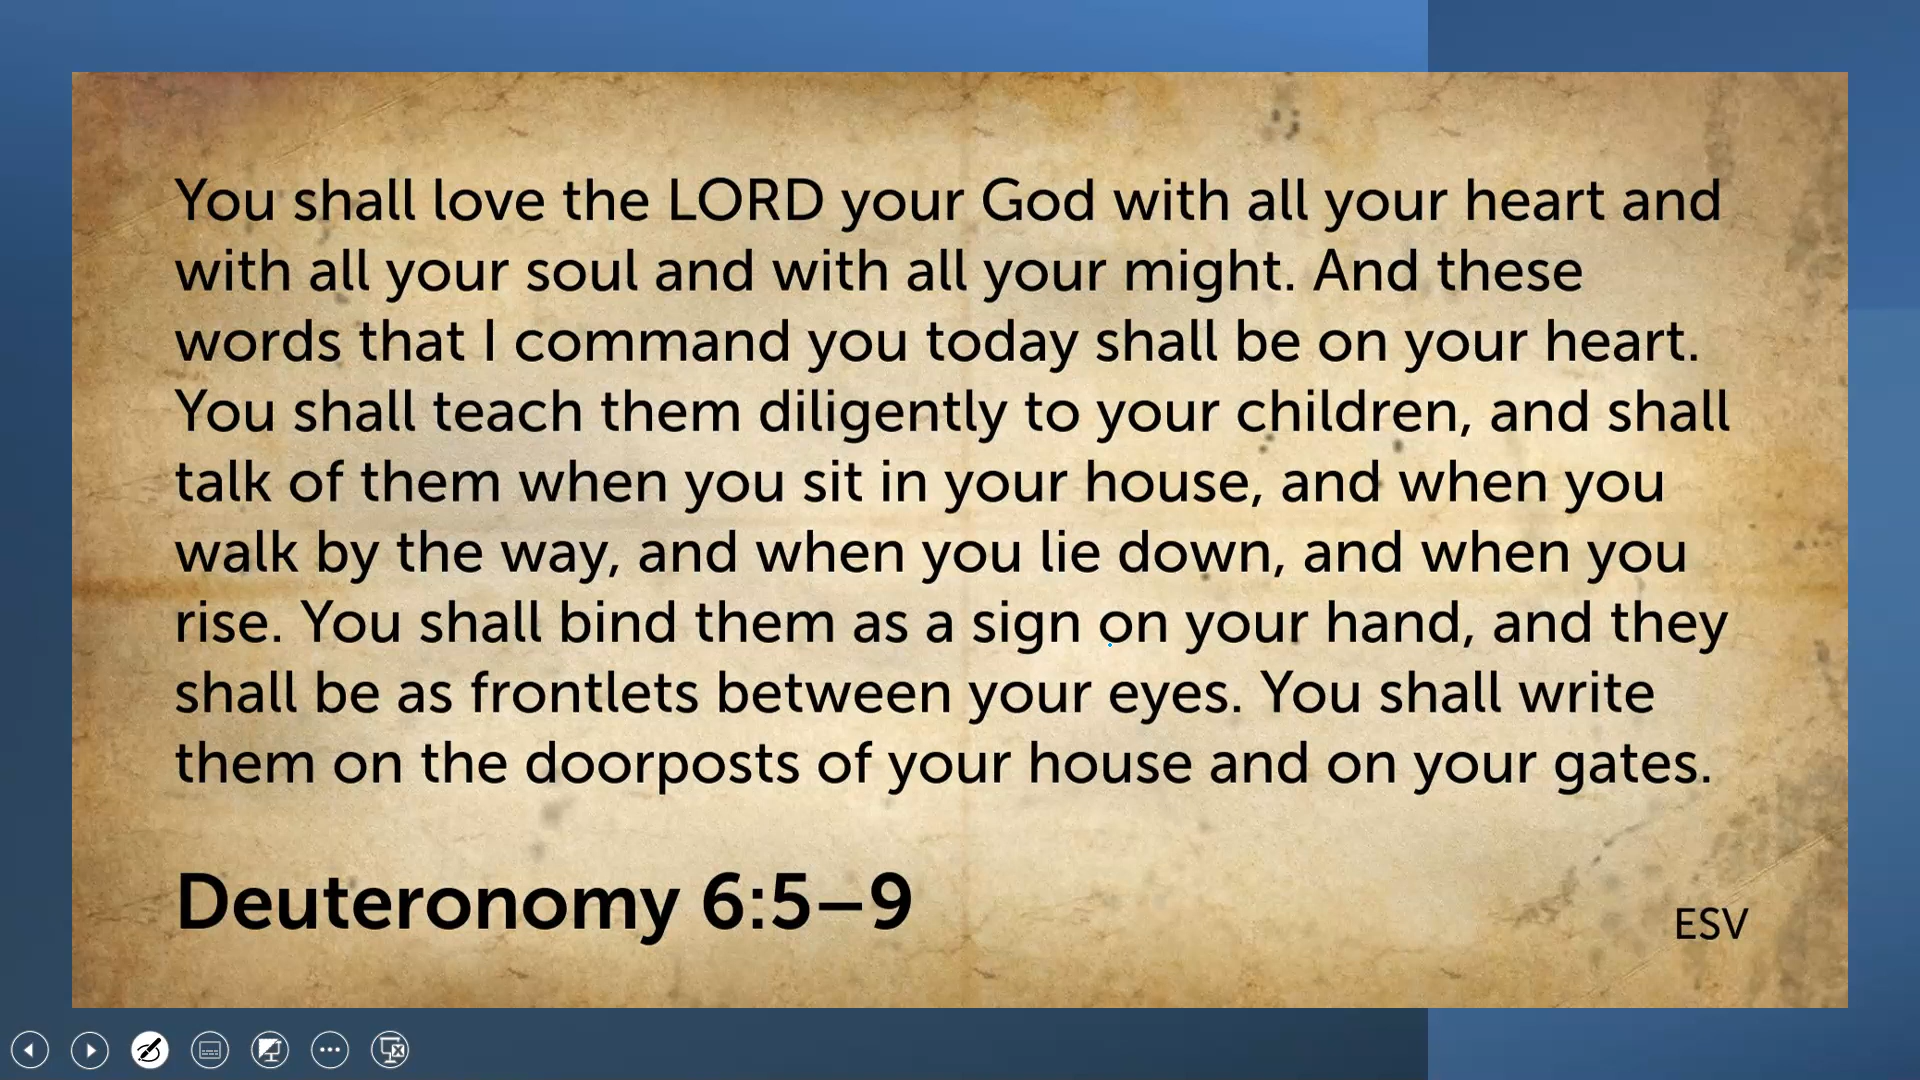 You shall love the LORD your God with all your heart and
with all your soul and with all your might. And these
words that I command you today shall be on your heart.
You shall teach them diligently to your children, and shall
talk of them when you sit in your house, and when you
walk by the way, and when you lie down, and when you
rise. You shall bind them as a sign on your hand, and they
shall be as frontlets between your eyes. You shall write
them on the doorposts of your house and on your gates.
Deuteronomy 6:5–9
ESV